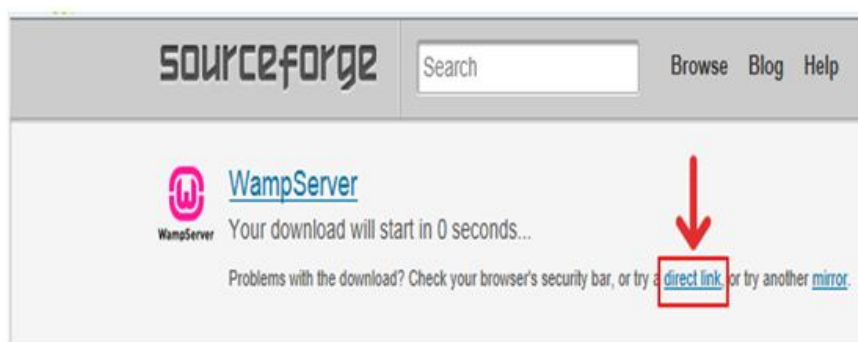 sourceforge
Search
Browse Blog Help
WampServer
WampServer
Your download will start in 0 seconds...
Problems with the download? Check your browser's security bar, or try a direct link, or try another mirror.